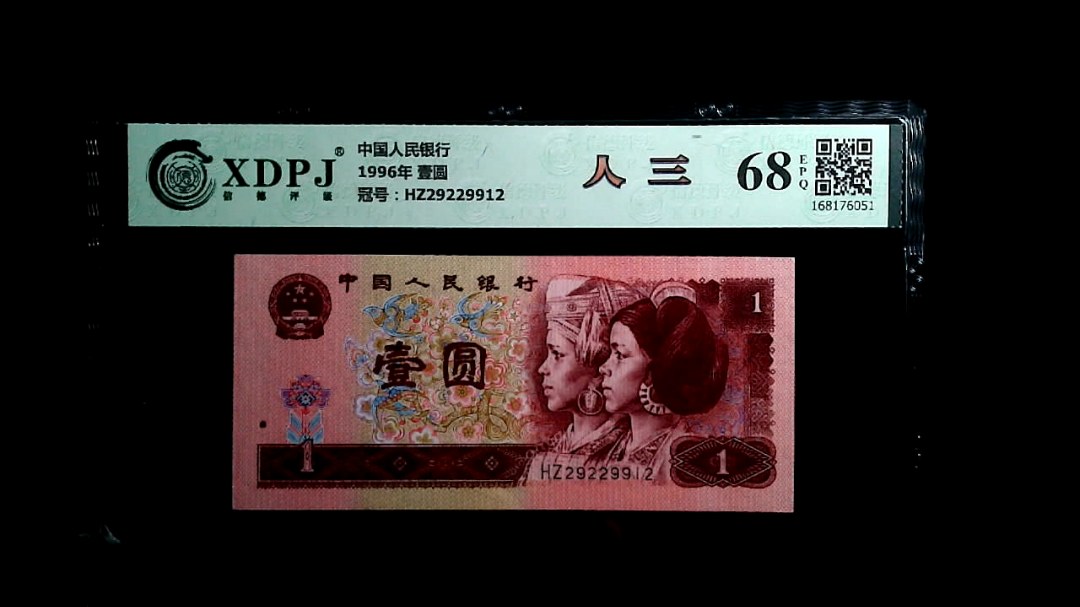 XDPJ®
信德评级
中国人民银行
1996年 壹圆
冠号：HZ29229912
人三
68
EPQ
168176051
中国人民银行
1
壹圆
1
HZ29229912
1